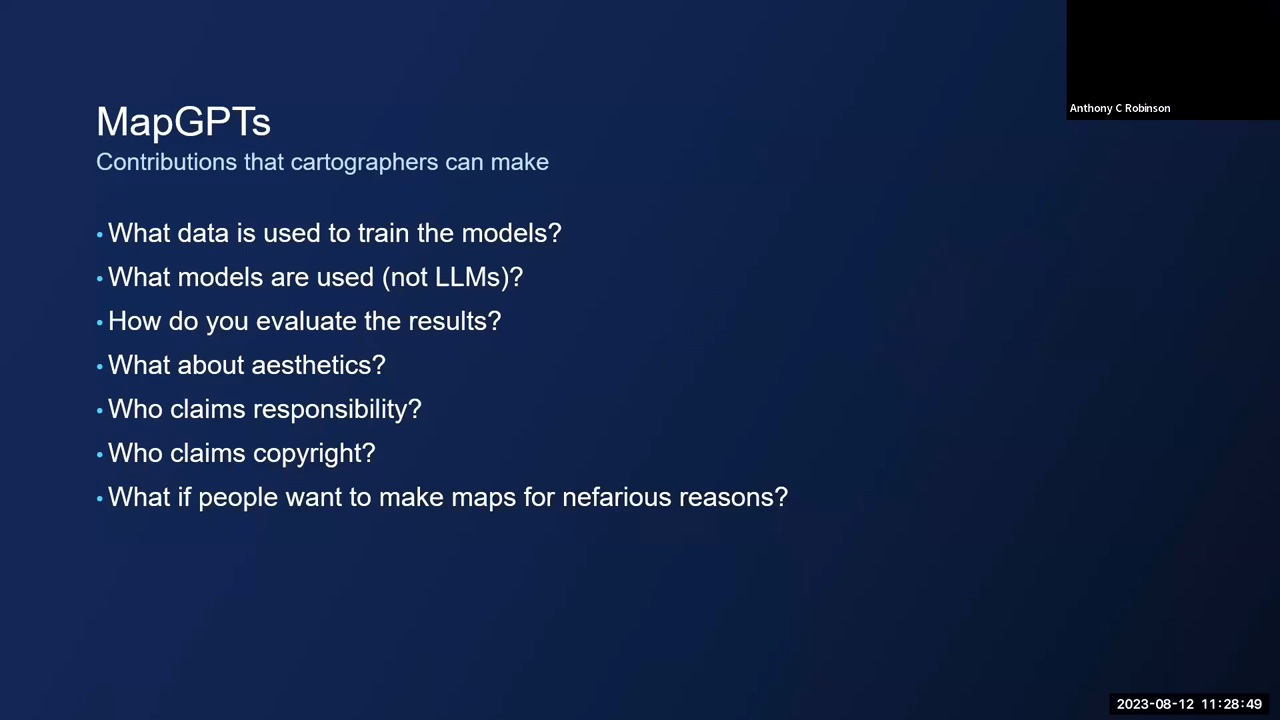 Anthony C Robinson
MapGPTs
Contributions that cartographers can make
• What data is used to train the models?
• What models are used (not LLMs)?
• How do you evaluate the results?
• What about aesthetics?
• Who claims responsibility?
• Who claims copyright?
• What if people want to make maps for nefarious reasons?
2023-08-12 11:28:49